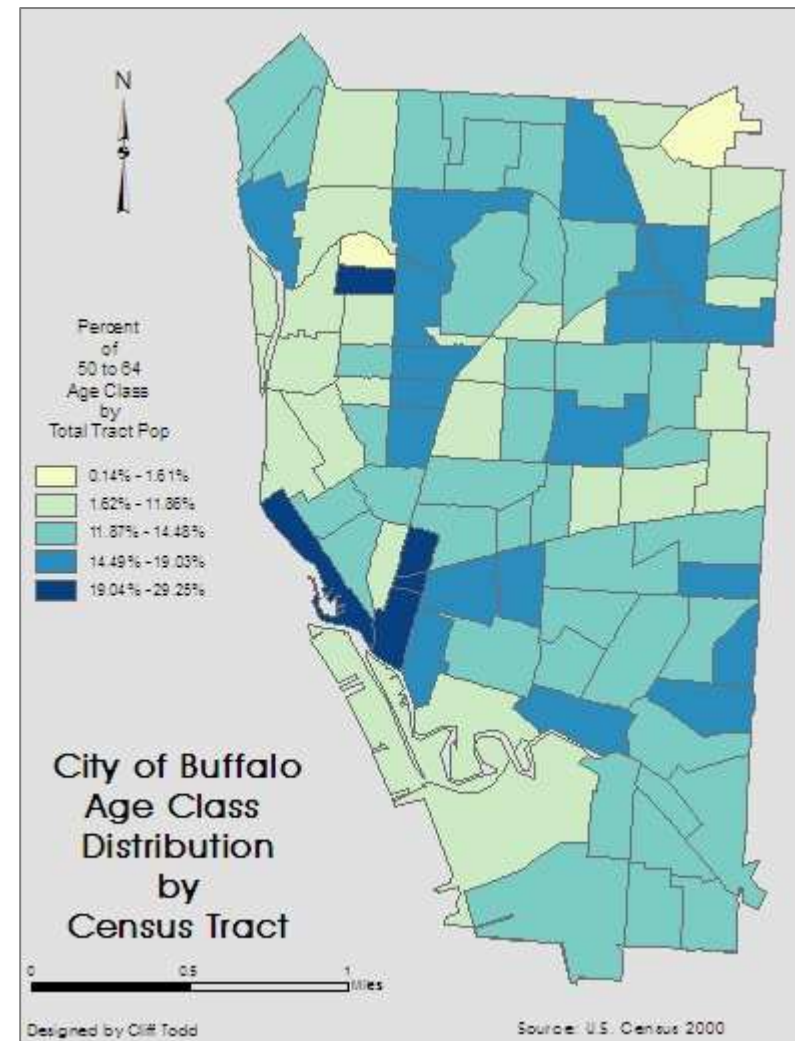 N
Percent
of
50 to 64
Age Class
by
Total Tract Pop
0.14% - 1.61%
1.62% - 11.86%
11.87% - 14.48%
14.49% - 19.03%
19.04% - 29.25%
City of Buffalo
Age Class
Distribution
by
Census Tract
0 0.5 1
Miles
Designed by Cliff Todd
Source: U.S. Census 2000